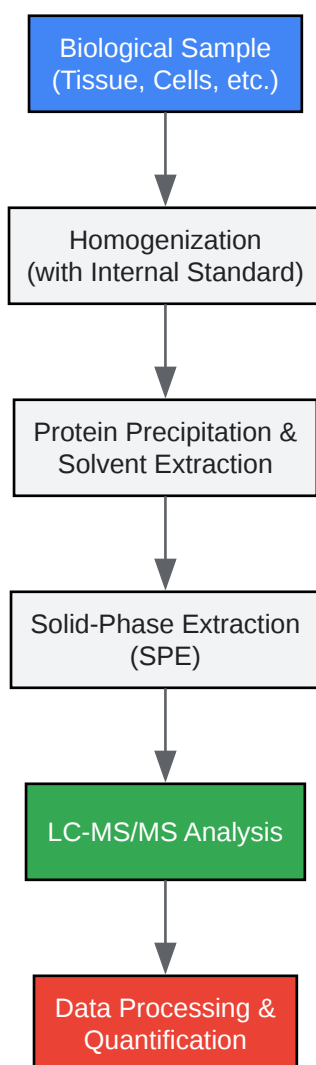 Biological Sample
(Tissue, Cells, etc.)
Homogenization
(with Internal Standard)
Protein Precipitation &
Solvent Extraction
Solid-Phase Extraction
(SPE)
LC-MS/MS Analysis
Data Processing &
Quantification